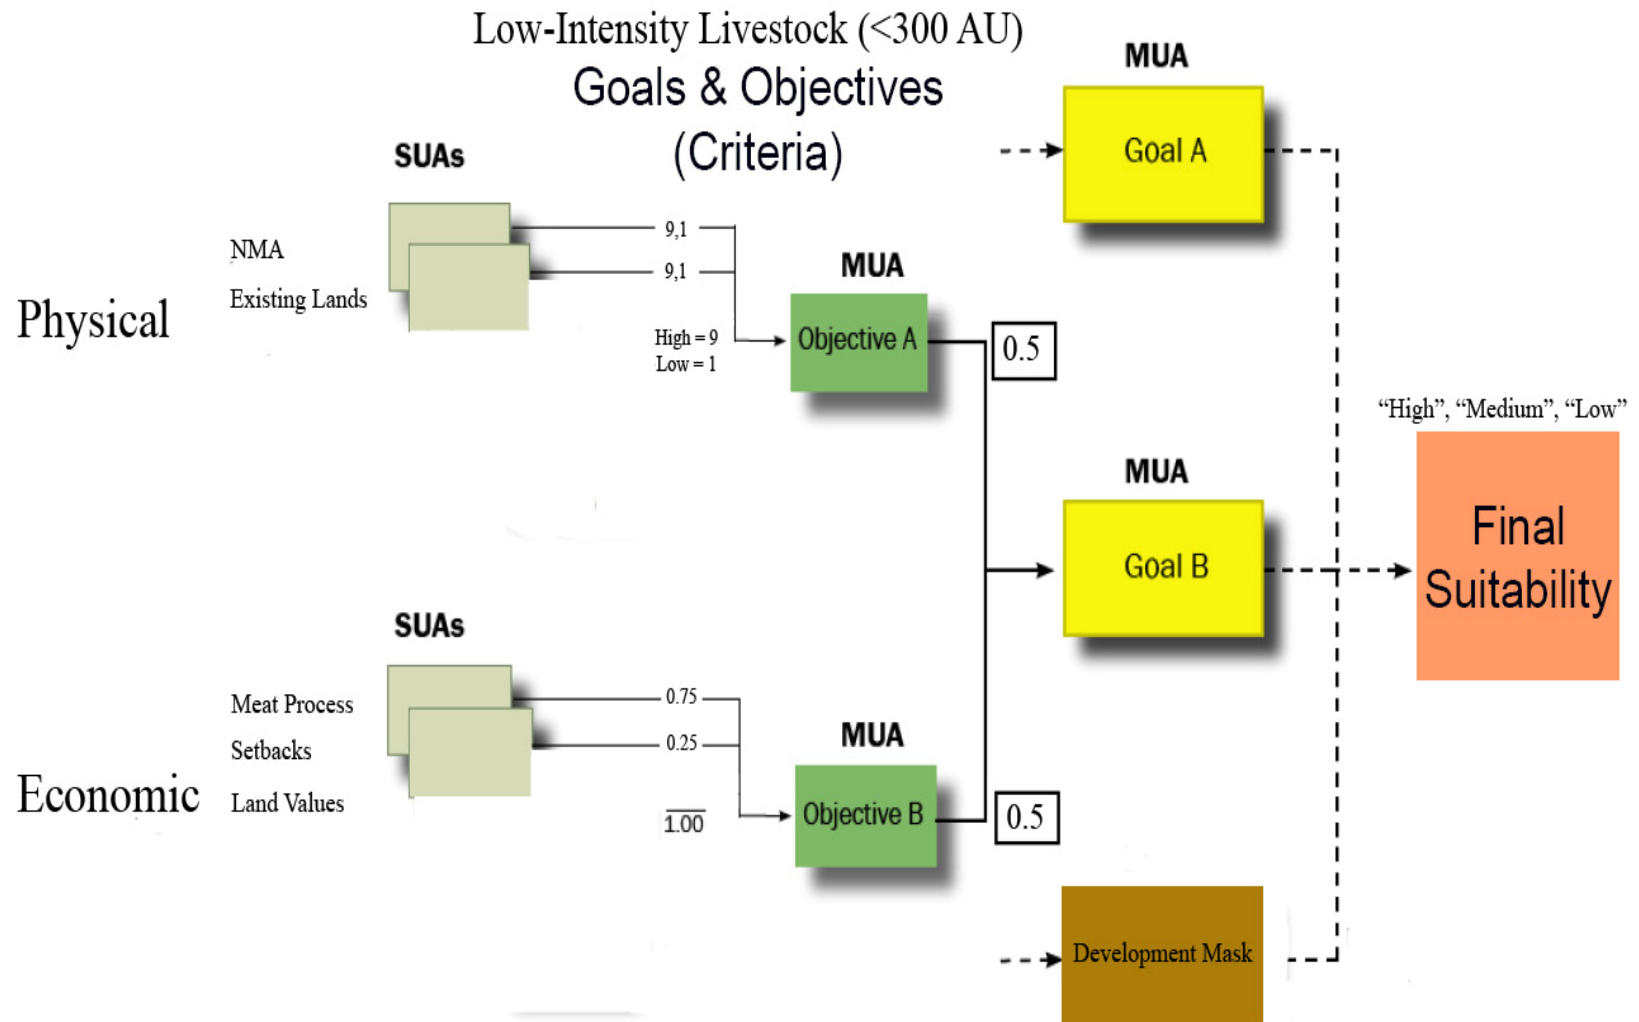 Low-Intensity Livestock (<300 AU)
Goals & Objectives
(Criteria)
MUA
Goal A
SUAs
NMA
Existing Lands
Physical
9,1
9,1
High = 9
Low = 1
MUA
Objective A
0.5
“High”, “Medium”, “Low”
Final
Suitability
MUA
Goal B
SUAs
Meat Process
Setbacks
Land Values
Economic
0.75
0.25
1.00
MUA
Objective B
0.5
Development Mask